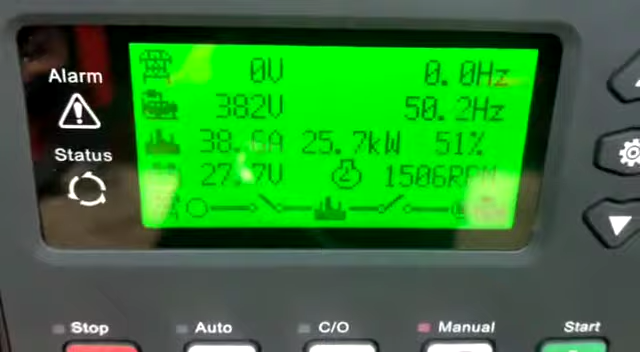 Alarm
Status
0V 0.0Hz
382V 50.2Hz
38.6A 25.7kW 51%
27.7V 1506RPM
Stop Auto C/O Manual Start